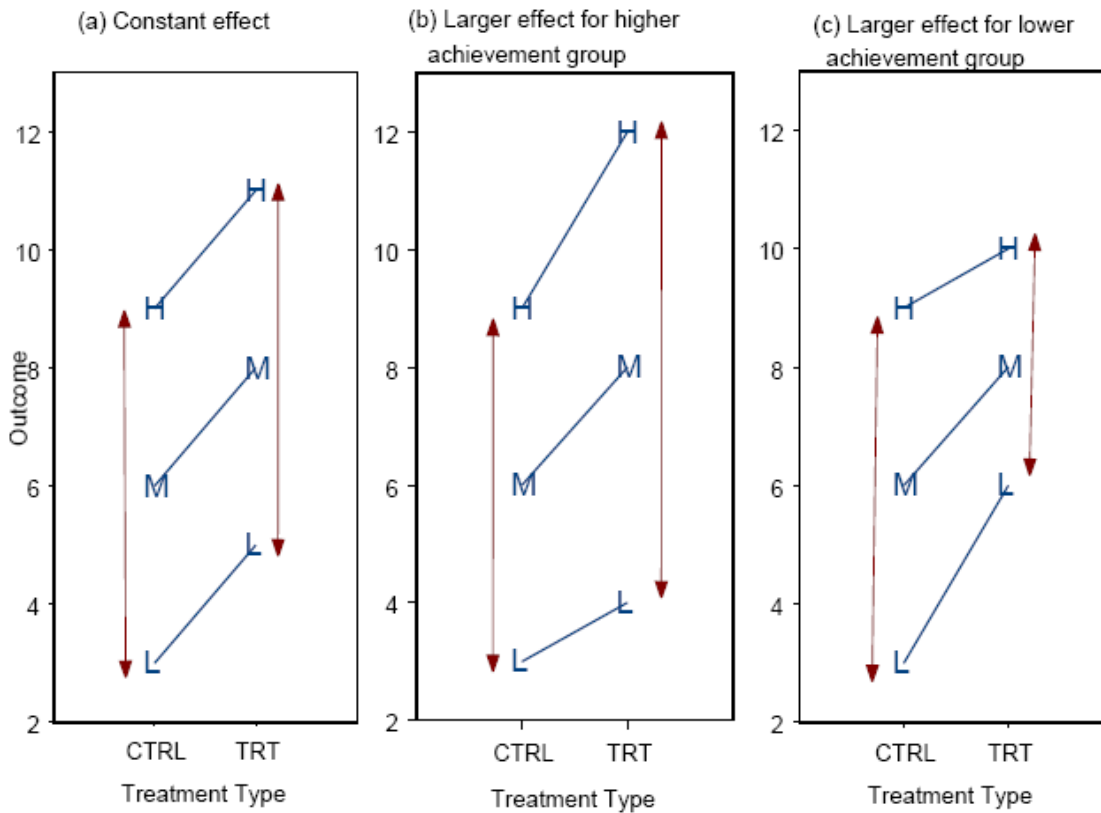 (a) Constant effect
(b) Larger effect for higher
achievement group
(c) Larger effect for lower
achievement group
Outcome
12
10
8
6
4
2
H
H
M
M
L
L
CTRL
TRT
Treatment Type
12
10
8
6
4
2
H
H
M
M
L
L
CTRL
TRT
Treatment Type
12
10
8
6
4
2
H
H
M
M
L
L
CTRL
TRT
Treatment Type